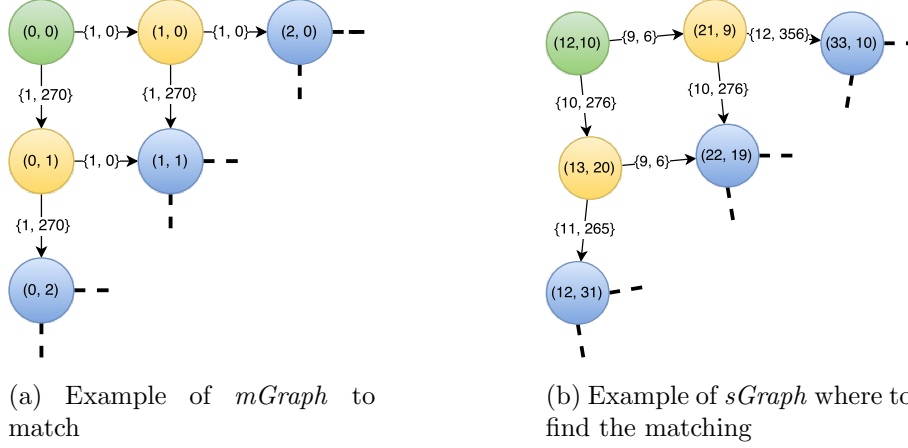 (0, 0) {1, 0} (1, 0) {1, 0} (2, 0)
{1, 270} {1, 270}
(0, 1) {1, 0} (1, 1)
{1, 270}
(0, 2)
(a) Example of mGraph to
match
(12,10) {9, 6} (21, 9) {12, 356} (33, 10)
{10, 276} {10, 276}
(13, 20) {9, 6} (22, 19)
{11, 265}
(12, 31)
(b) Example of sGraph where to
find the matching